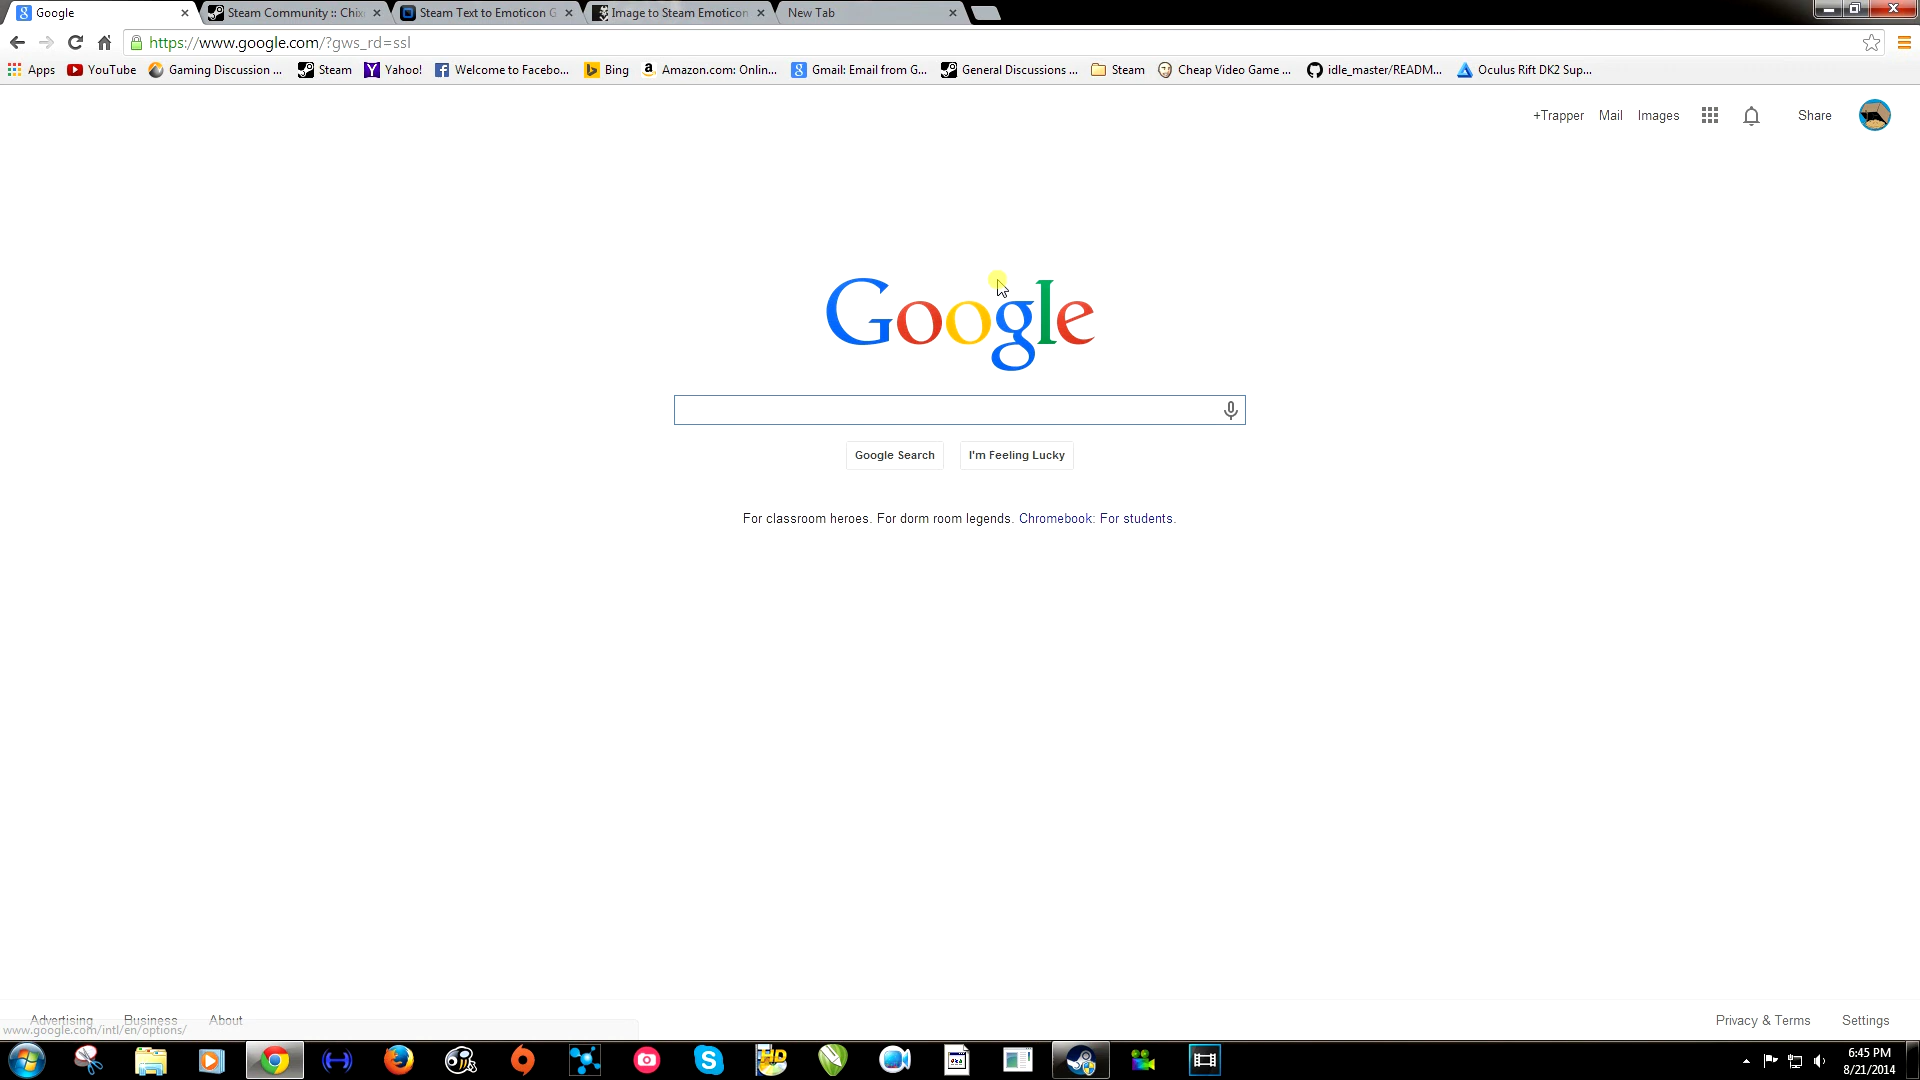 Google
Steam Community :: Chix
Steam Text to Emoticon G
Image to Steam Emoticon
New Tab
https://www.google.com/?gws_rd=ssl
Apps
YouTube
Gaming Discussion ...
Steam
Yahoo!
Welcome to Facebo...
Bing
Amazon.com: Onlin...
Gmail: Email from G...
General Discussions ...
Steam
Cheap Video Game ...
idle_master/READM...
Oculus Rift DK2 Sup...
+Trapper Mail Images Share
Google
Google Search
I'm Feeling Lucky
For classroom heroes. For dorm room legends. Chromebook: For students.
Advertising Business About
Privacy & Terms Settings
www.google.com/intl/en/options/
6:45 PM
8/21/2014